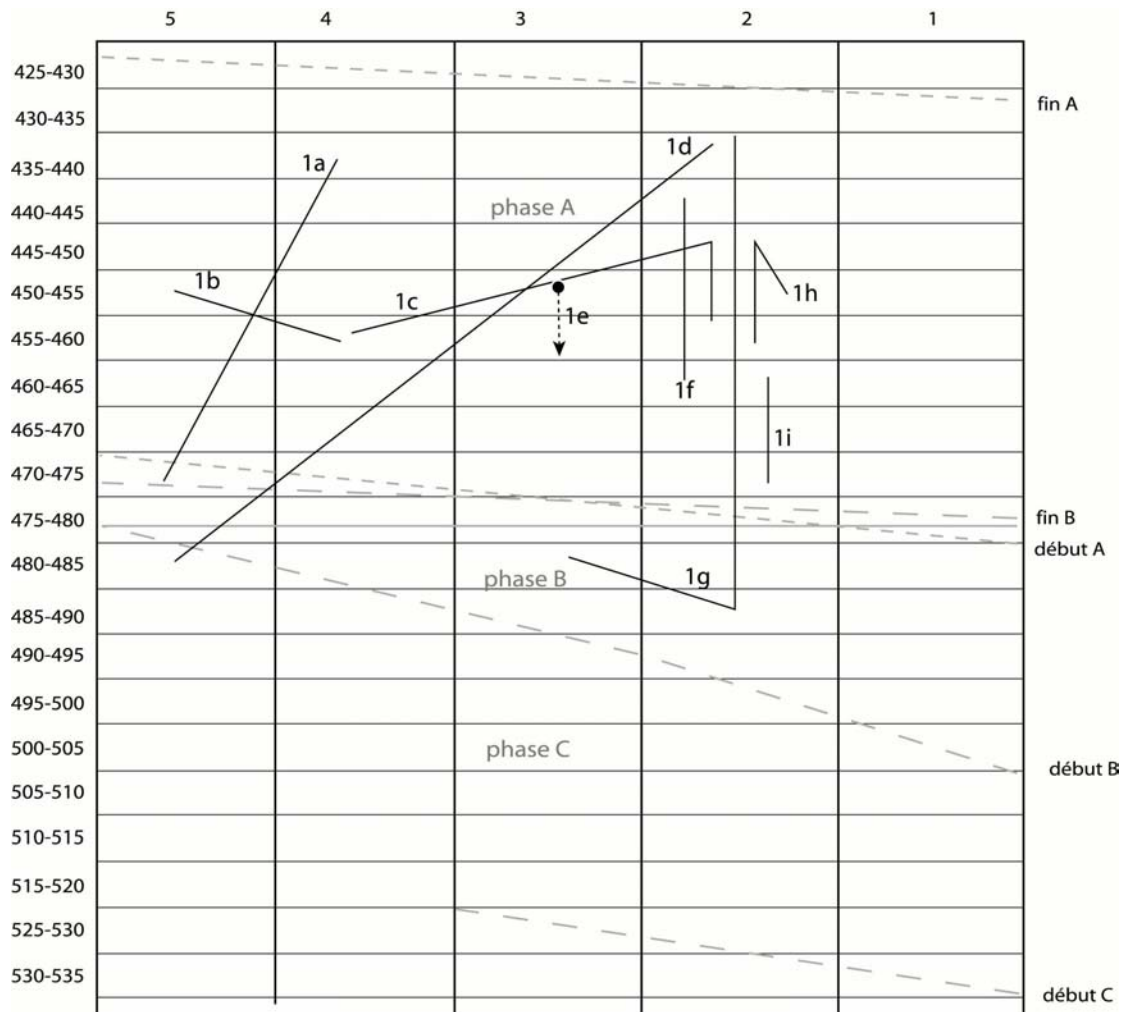 5 4 3 2 1
425-430
fin A
430-435
1a 1d
435-440
phase A
440-445
445-450
1b 1h
450-455
1c 1e
455-460
460-465
1f
465-470
1i
470-475
475-480
fin B
début A
480-485
phase B 1g
485-490
490-495
495-500
500-505
phase C
début B
505-510
510-515
515-520
525-530
530-535
début C